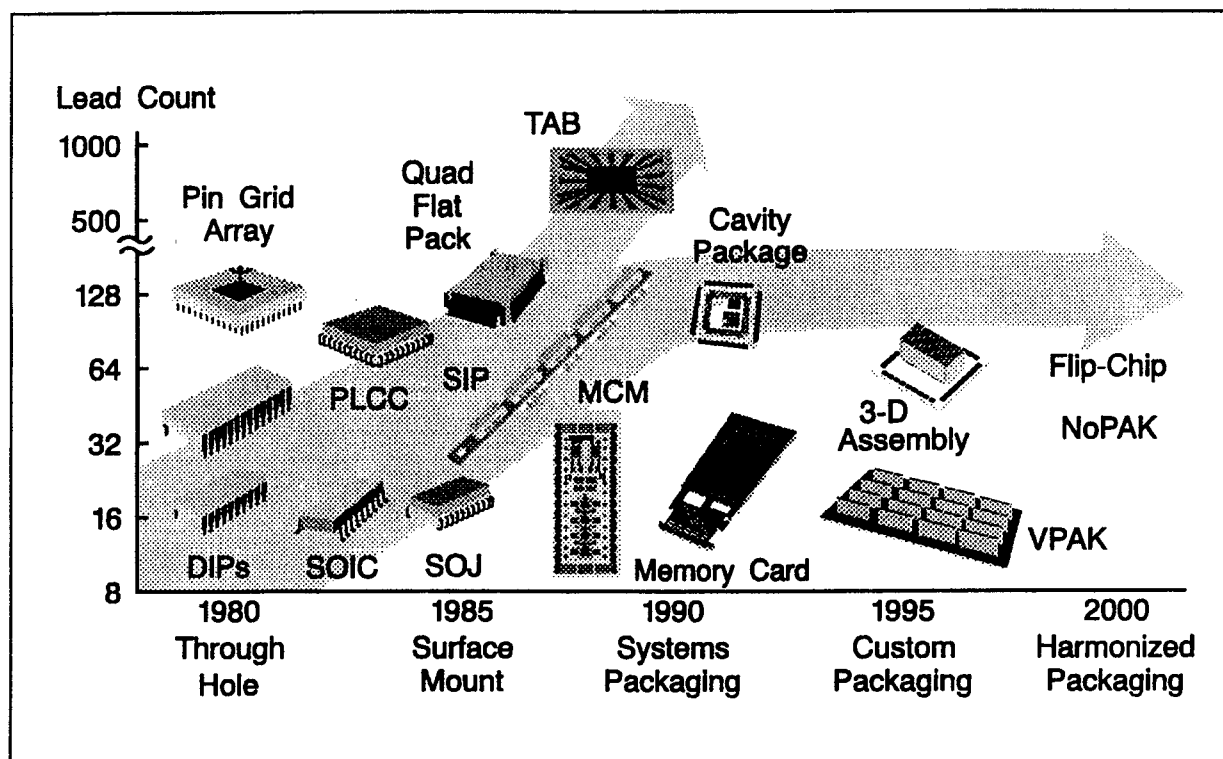 Lead Count
1000
500
128
64
32
16
8
TAB
Quad
Flat
Pack
Pin Grid
Array
Cavity
Package
PLCC
SIP
MCM
3-D
Assembly
Flip-Chip
NoPAK
DIPs
SOIC
SOJ
Memory Card
VPAK
1980
Through
Hole
1985
Surface
Mount
1990
Systems
Packaging
1995
Custom
Packaging
2000
Harmonized
Packaging